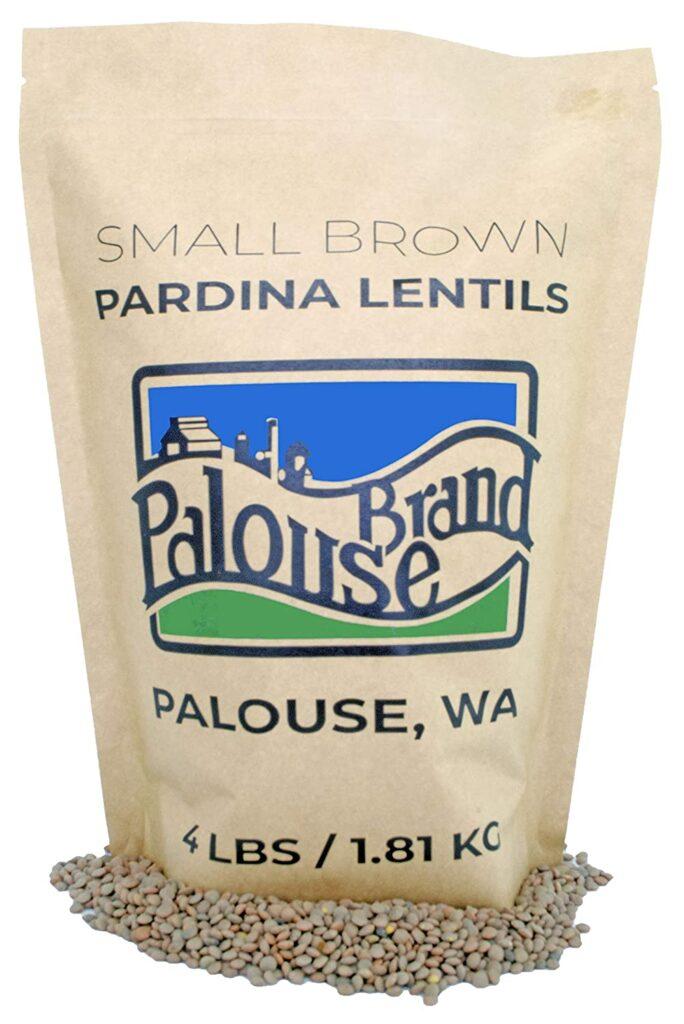 SMALL BROWN
PARDINA LENTILS
Palouse Brand
PALOUSE, WA
4 LBS / 1.81 KG